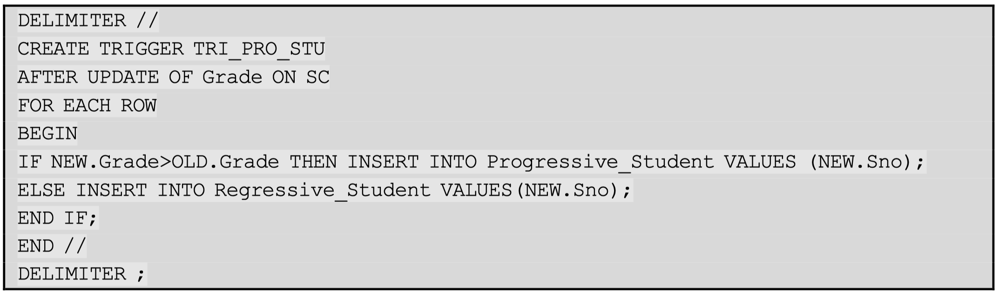 DELIMITER //
CREATE TRIGGER TRI_PRO_STU
AFTER UPDATE OF Grade ON SC
FOR EACH ROW
BEGIN
IF NEW.Grade>OLD.Grade THEN INSERT INTO Progressive_Student VALUES (NEW.Sno);
ELSE INSERT INTO Regressive_Student VALUES(NEW.Sno);
END IF;
END //
DELIMITER ;